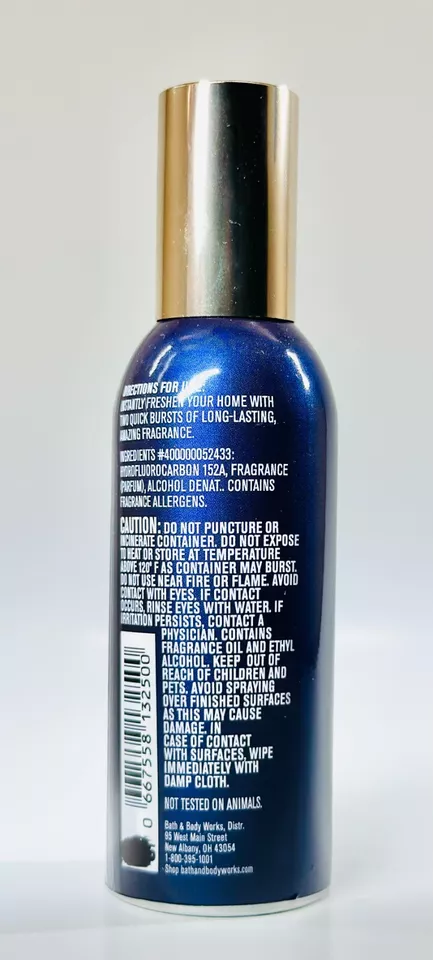 DIRECTIONS FOR USE:
INSTANTLY FRESHEN YOUR HOME WITH
TWO QUICK BURSTS OF LONG-LASTING,
AMAZING FRAGRANCE.
INGREDIENTS #400000052433:
HYDROFLUOROCARBON 152A, FRAGRANCE
(PARFUM), ALCOHOL DENAT.. CONTAINS
FRAGRANCE ALLERGENS.
CAUTION: DO NOT PUNCTURE OR
INCINERATE CONTAINER. DO NOT EXPOSE
TO HEAT OR STORE AT TEMPERATURE
ABOVE 120° F AS CONTAINER MAY BURST.
DO NOT USE NEAR FIRE OR FLAME. AVOID
CONTACT WITH EYES. IF CONTACT
OCCURS, RINSE EYES WITH WATER. IF
IRRITATION PERSISTS, CONTACT A
PHYSICIAN. CONTAINS
FRAGRANCE OIL AND ETHYL
ALCOHOL. KEEP OUT OF
REACH OF CHILDREN AND
PETS. AVOID SPRAYING
OVER FINISHED SURFACES
AS THIS MAY CAUSE
DAMAGE. IN
CASE OF CONTACT
WITH SURFACES, WIPE
IMMEDIATELY WITH
DAMP CLOTH.
0 667558 132500
NOT TESTED ON ANIMALS.
Bath & Body Works, Distr.
95 West Main Street
New Albany, OH 43054
1-800-395-1001
Shop bathandbodyworks.com